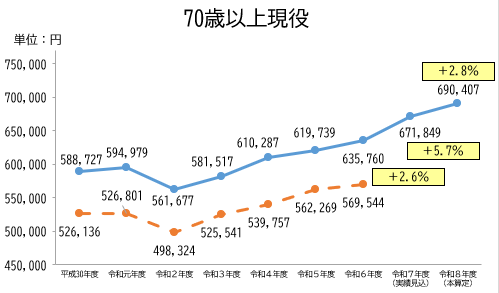 70歳以上現役
単位：円
750,000
700,000
650,000
600,000
550,000
500,000
450,000
588,727
594,979
561,677
581,517
610,287
619,739
635,760
671,849
690,407
526,136
526,801
498,324
525,541
539,757
562,269
569,544
＋2.8%
＋5.7%
＋2.6%
平成30年度
令和元年度
令和２年度
令和３年度
令和４年度
令和５年度
令和６年度
令和７年度
(実績見込)
令和８年度
(本算定)